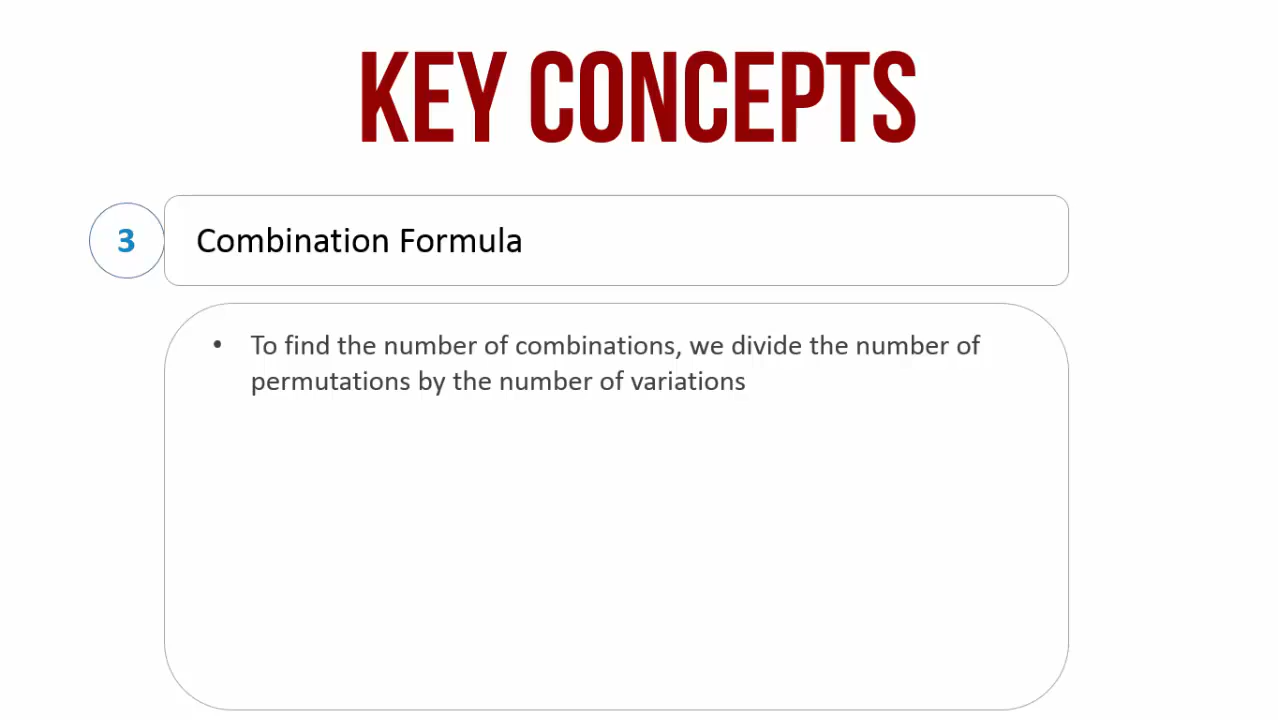 KEY CONCEPTS
3
Combination Formula
• To find the number of combinations, we divide the number of
permutations by the number of variations